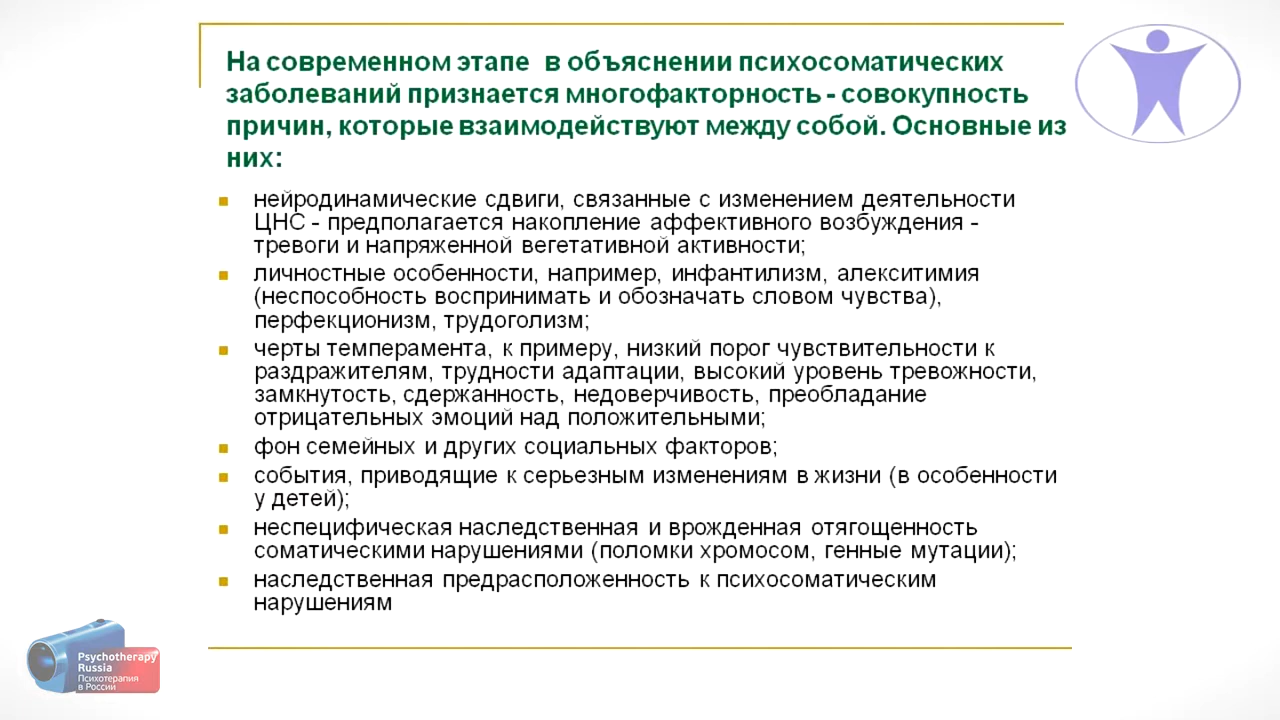 На современном этапе в объяснении психосоматических
заболеваний признается многофакторность - совокупность
причин, которые взаимодействуют между собой. Основные из
них:
нейродинамические сдвиги, связанные с изменением деятельности
ЦНС - предполагается накопление аффективного возбуждения -
тревоги и напряженной вегетативной активности;
личностные особенности, например, инфантилизм, алекситимия
(неспособность воспринимать и обозначать словом чувства),
перфекционизм, трудоголизм;
черты темперамента, к примеру, низкий порог чувствительности к
раздражителям, трудности адаптации, высокий уровень тревожности,
замкнутость, сдержанность, недоверчивость, преобладание
отрицательных эмоций над положительными;
фон семейных и других социальных факторов;
события, приводящие к серьезным изменениям в жизни (в особенности
у детей);
неспецифическая наследственная и врожденная отягощенность
соматическими нарушениями (поломки хромосом, генные мутации);
наследственная предрасположенность к психосоматическим
нарушениям
Psychotherapy
Russia
Психотерапия
в России